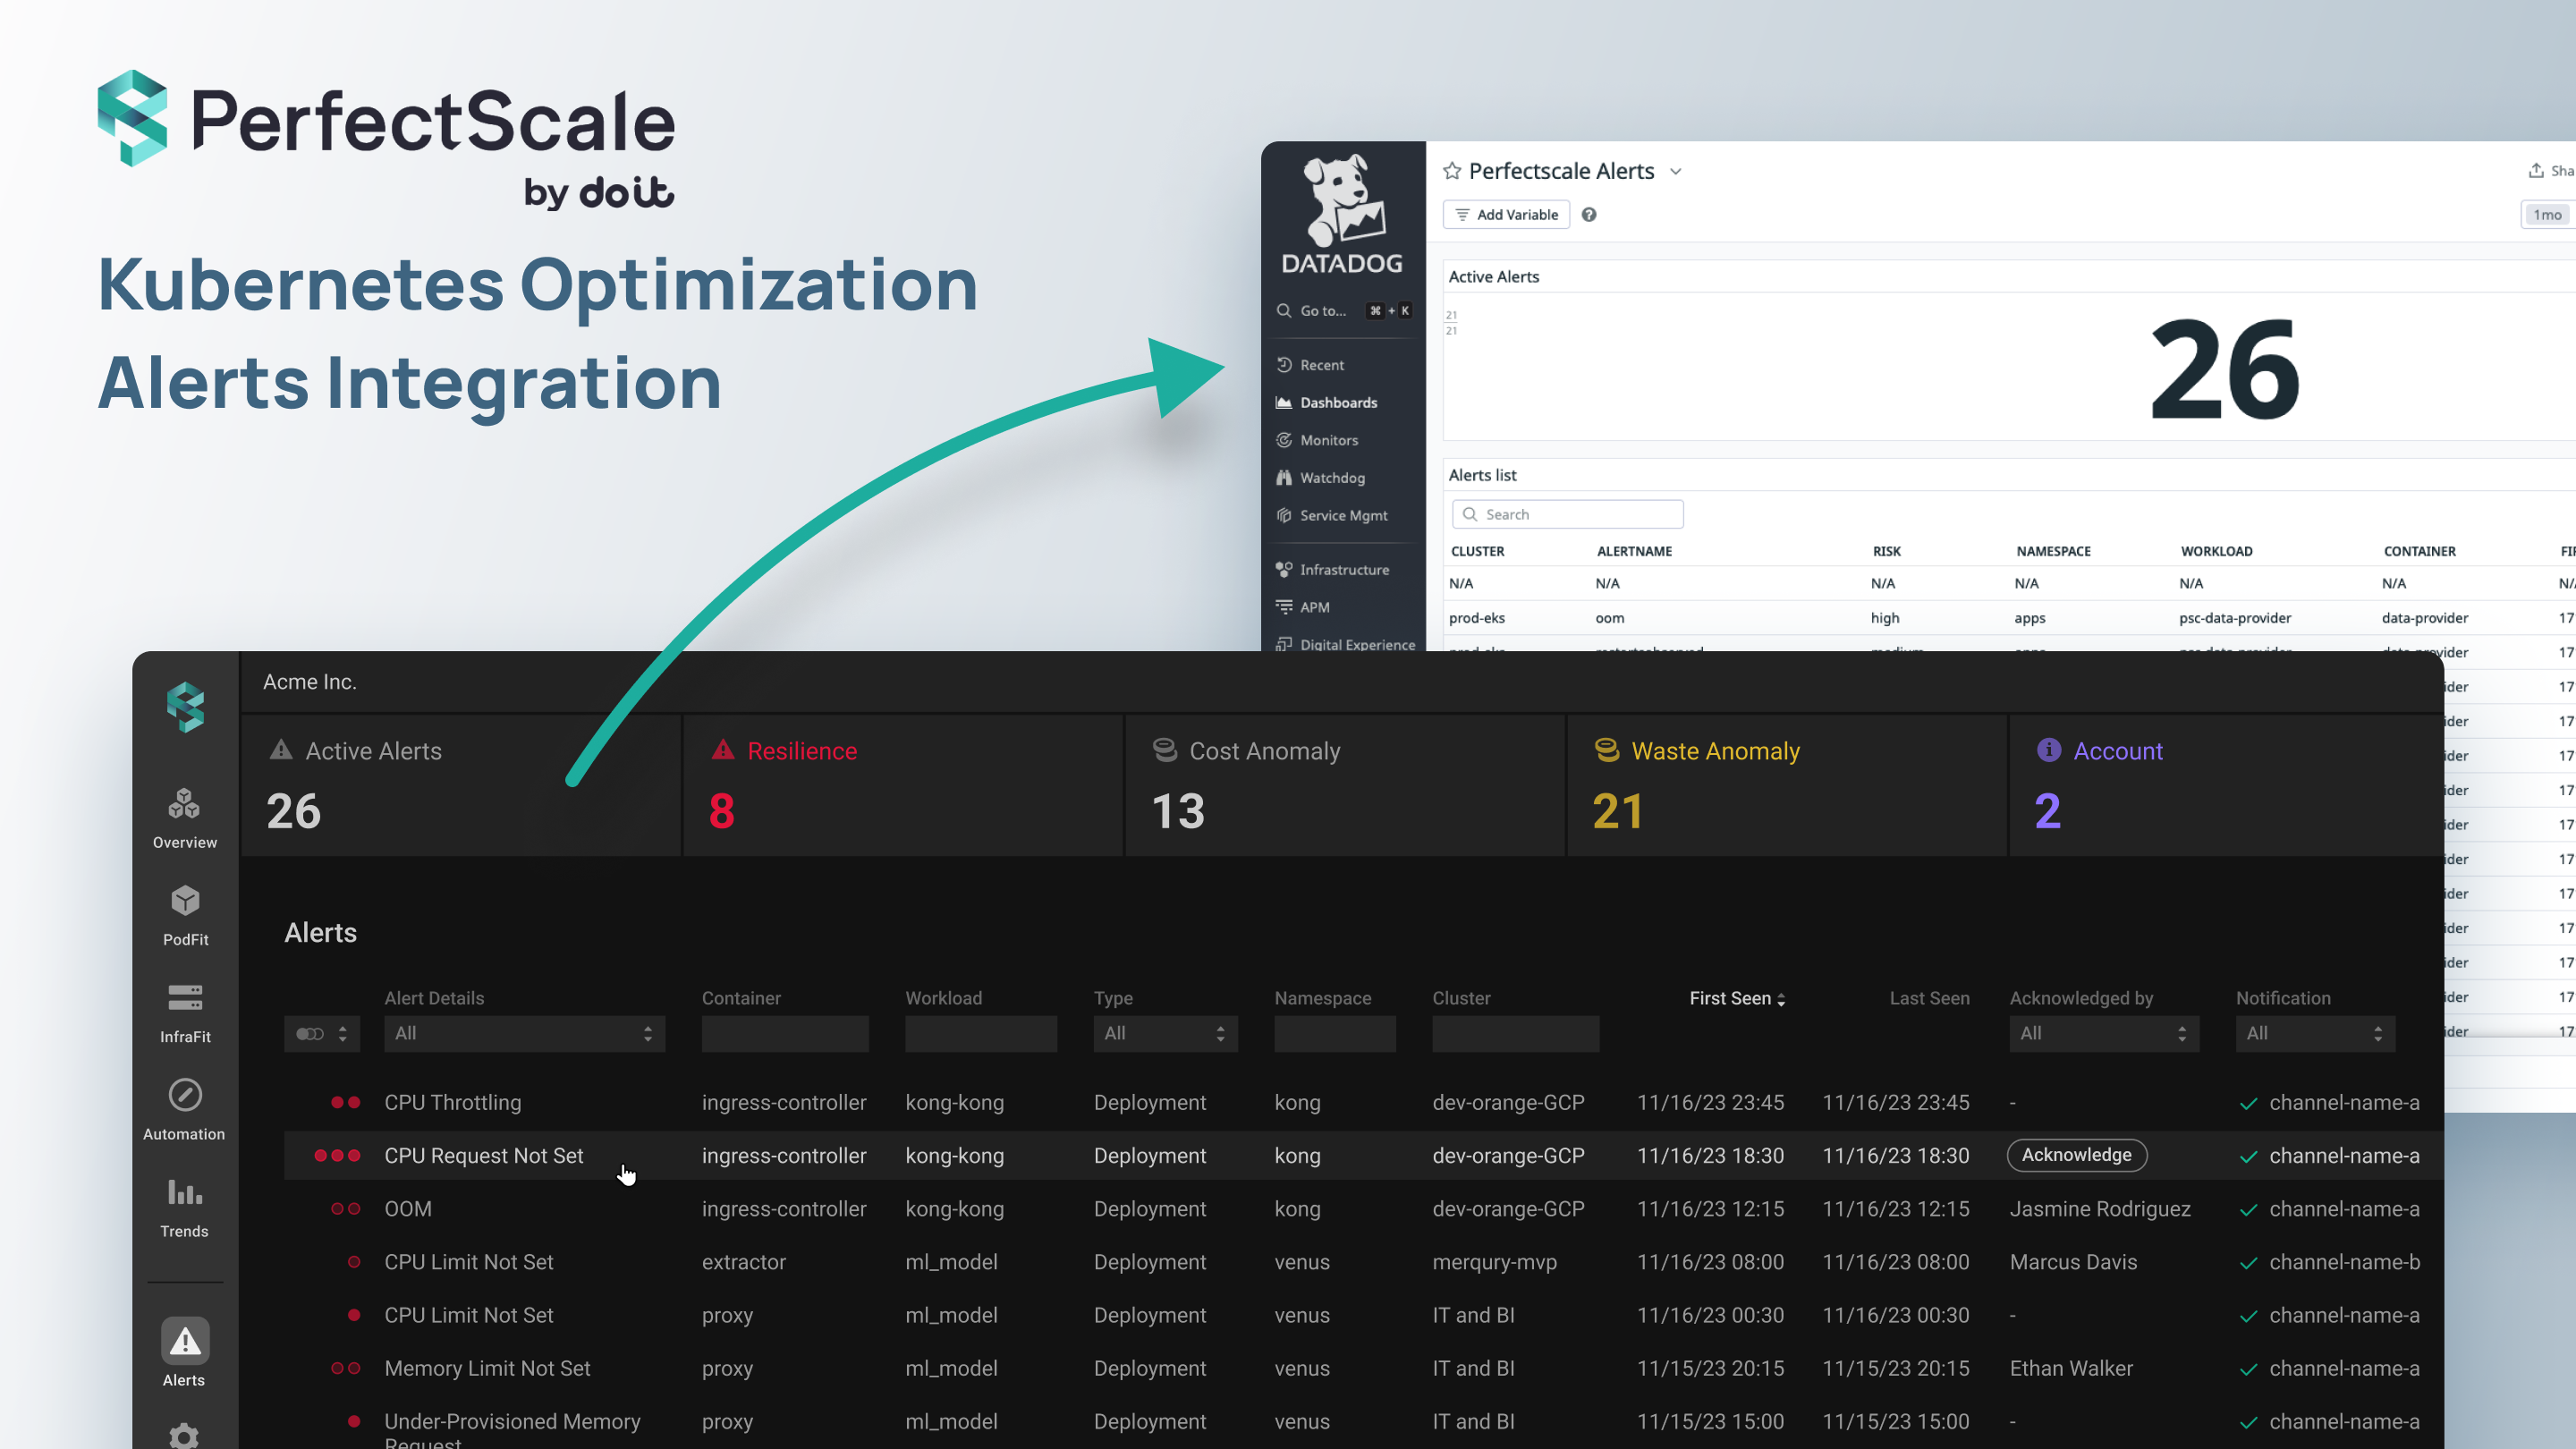 PerfectScale
by doit
Kubernetes Optimization
Alerts Integration
DATADOG
Go to... ⌘ + K
Recent
Dashboards
Monitors
Watchdog
Service Mgmt
Infrastructure
APM
Digital Experience
Perfectscale Alerts
Sha
Add Variable ?
1mo
Active Alerts
21
21
26
Alerts list
Search
CLUSTER ALERTNAME RISK NAMESPACE WORKLOAD CONTAINER FI
N/A N/A N/A N/A N/A N/A N/
prod-eks oom high apps psc-data-provider data-provider 17
17
ider 17
ider 17
ider 17
ider 17
ider 17
ider 17
ider 17
ider 17
ider 17
ider 17
ider 17
Acme Inc.
Overview
PodFit
InfraFit
Automation
Trends
Alerts
Active Alerts
26
Resilience
8
Cost Anomaly
13
Waste Anomaly
21
Account
2
Alerts
Alert Details Container Workload Type Namespace Cluster First Seen Last Seen Acknowledged by Notification
All All All All
CPU Throttling ingress-controller kong-kong Deployment kong dev-orange-GCP 11/16/23 23:45 11/16/23 23:45 - channel-name-a
CPU Request Not Set ingress-controller kong-kong Deployment kong dev-orange-GCP 11/16/23 18:30 11/16/23 18:30 Acknowledge channel-name-a
OOM ingress-controller kong-kong Deployment kong dev-orange-GCP 11/16/23 12:15 11/16/23 12:15 Jasmine Rodriguez channel-name-a
CPU Limit Not Set extractor ml_model Deployment venus merqury-mvp 11/16/23 08:00 11/16/23 08:00 Marcus Davis channel-name-b
CPU Limit Not Set proxy ml_model Deployment venus IT and BI 11/16/23 00:30 11/16/23 00:30 - channel-name-a
Memory Limit Not Set proxy ml_model Deployment venus IT and BI 11/15/23 20:15 11/15/23 20:15 Ethan Walker channel-name-a
Under-Provisioned Memory proxy ml_model Deployment venus IT and BI 11/15/23 15:00 11/15/23 15:00 - channel-name-a
Request